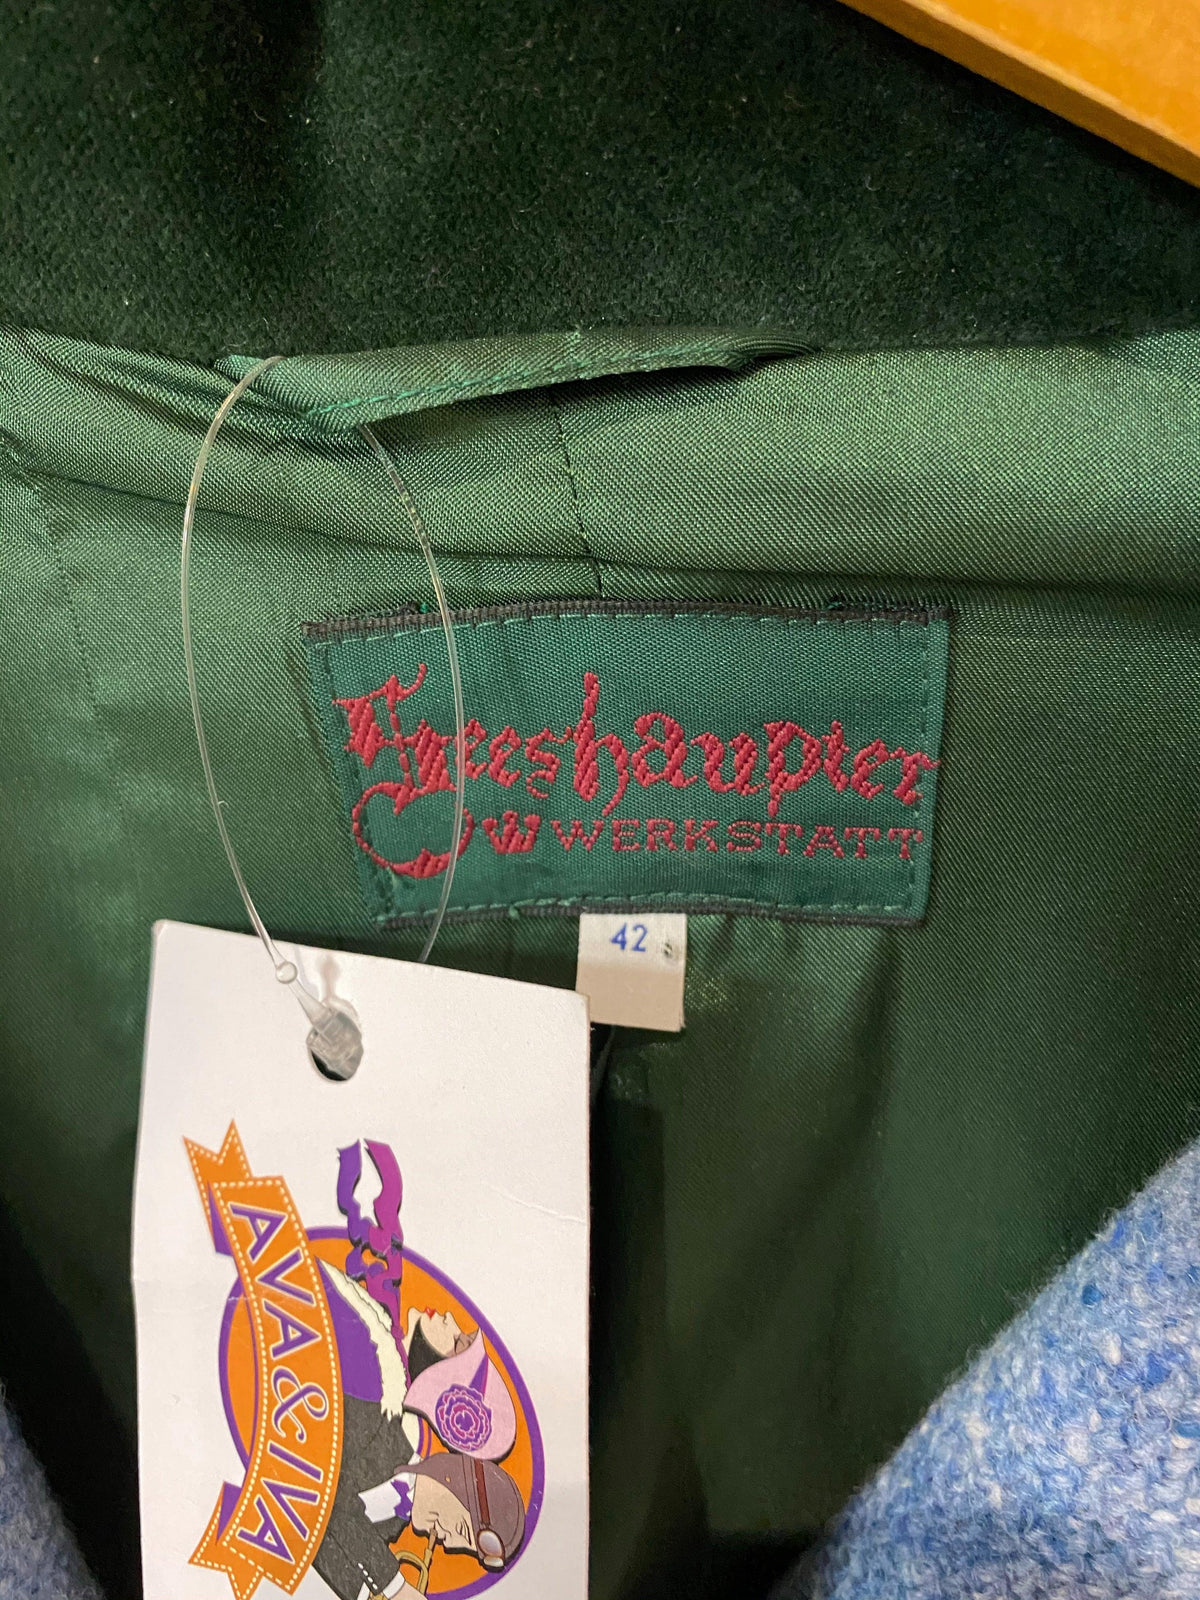 Seeshaupter
WERKSTATT
42
AVA & IVA